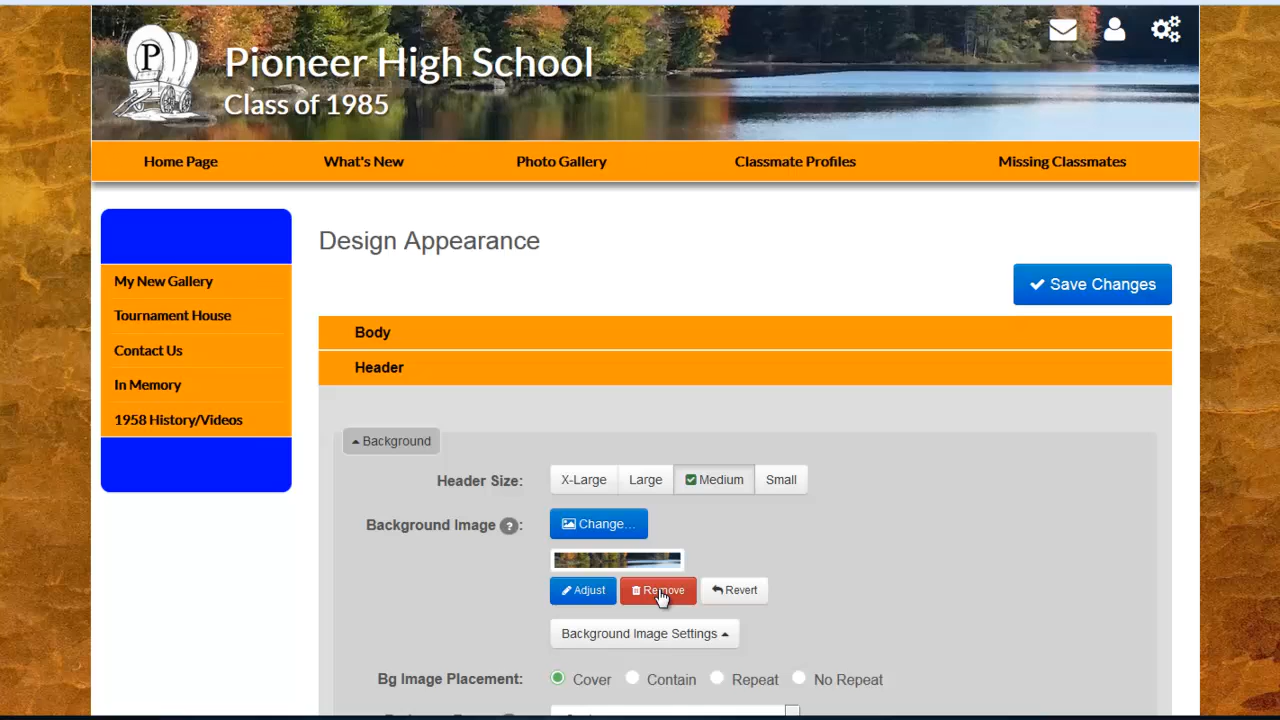 P
Pioneer High School
Class of 1985
Home Page What's New Photo Gallery Classmate Profiles Missing Classmates
Design Appearance
My New Gallery
Tournament House
Contact Us
In Memory
1958 History/Videos
Save Changes
Body
Header
Background
Header Size: X-Large Large Medium Small
Background Image ?: Change...
Adjust Remove Revert
Background Image Settings
Bg Image Placement: Cover Contain Repeat No Repeat